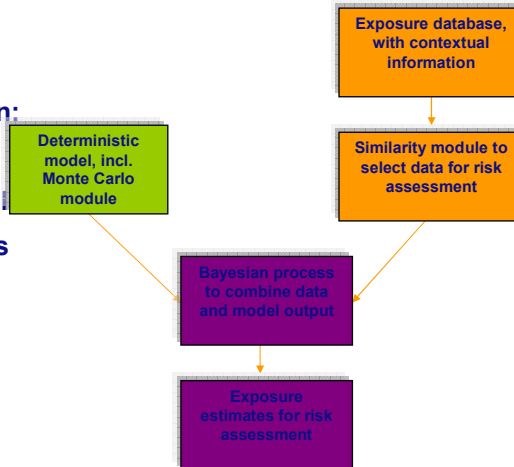 Exposure database,
with contextual
information
n:
Deterministic
model, incl.
Monte Carlo
module
Similarity module to
select data for risk
assessment
s
Bayesian process
to combine data
and model output
Exposure
estimates for risk
assessment